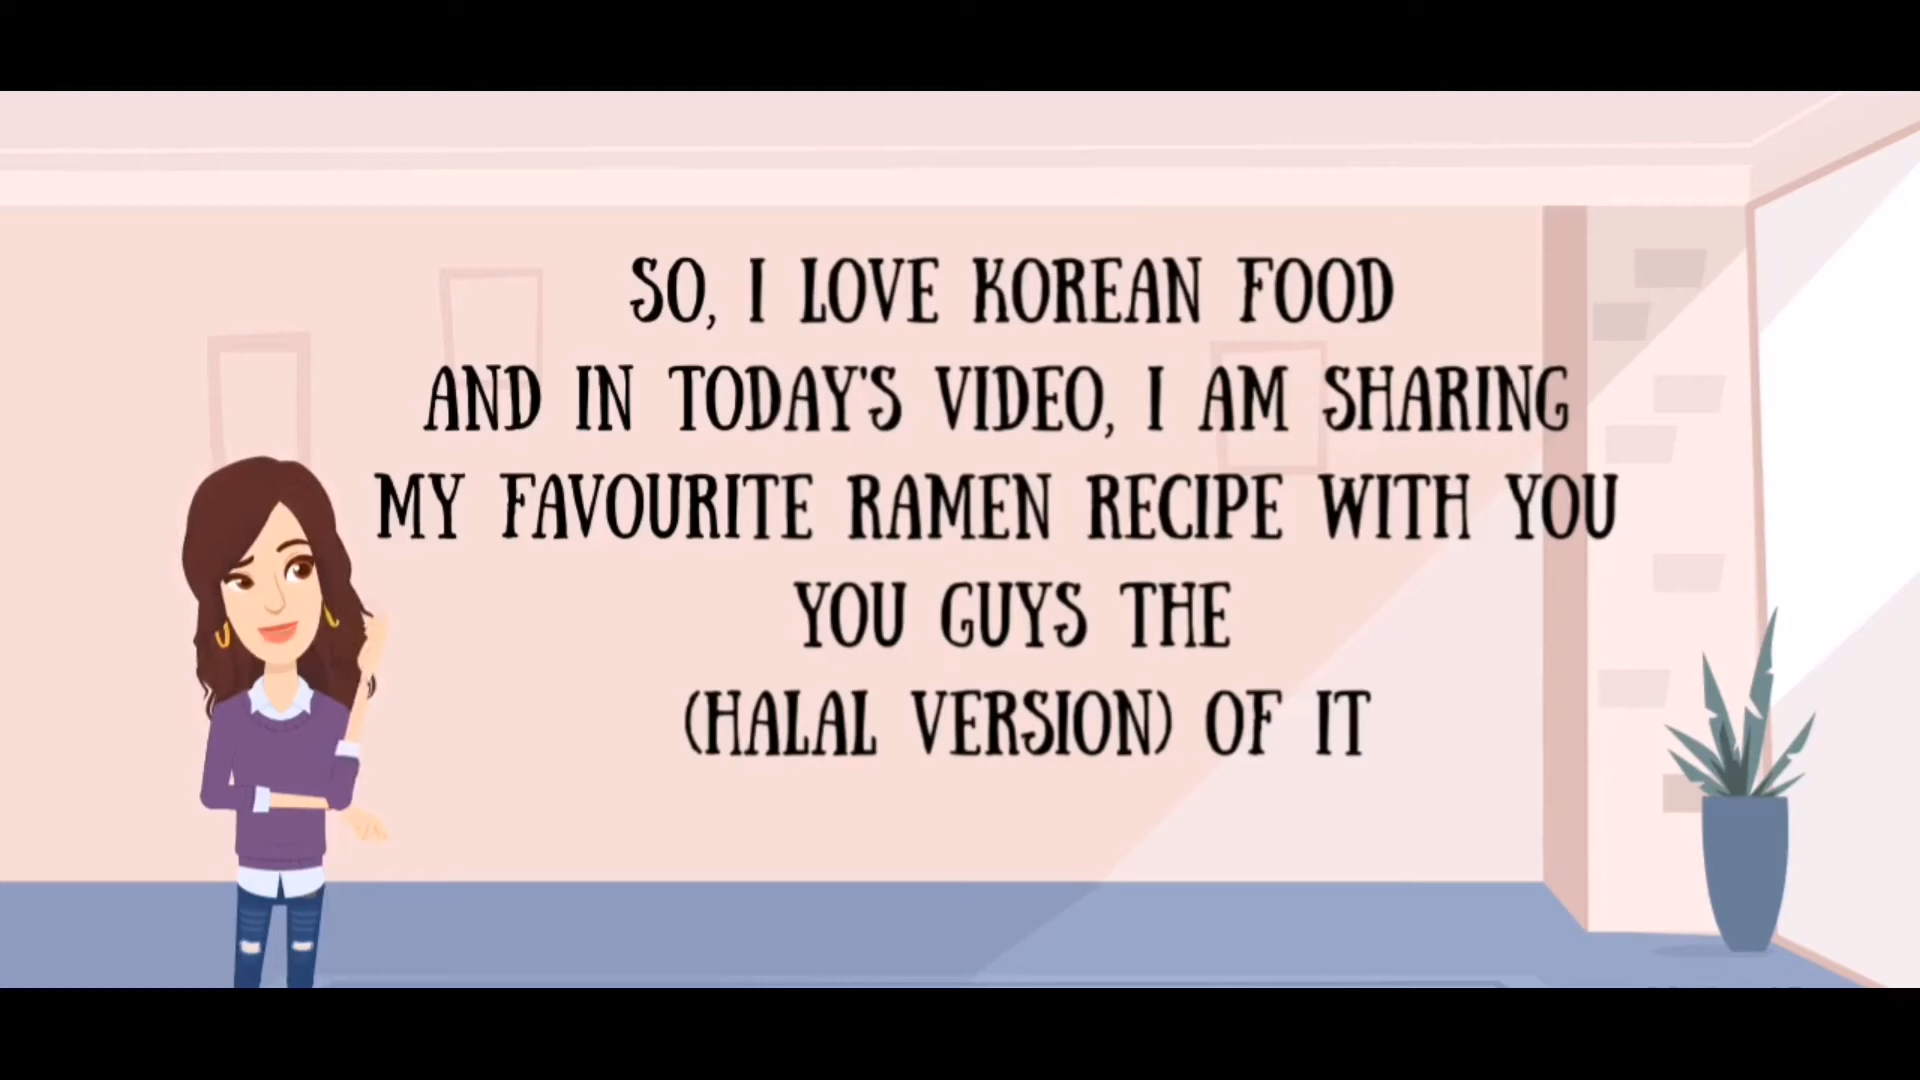 SO, I LOVE KOREAN FOOD
AND IN TODAY'S VIDEO, I AM SHARING
MY FAVOURITE RAMEN RECIPE WITH YOU
YOU GUYS THE
(HALAL VERSION) OF IT